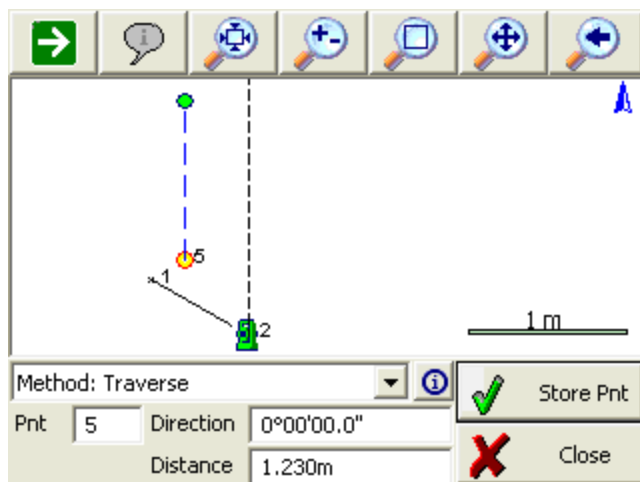 5
1
2
1 m
Method: Traverse
Store Pnt
Pnt 5 Direction 0°00'00.0"
Distance 1.230m
Close